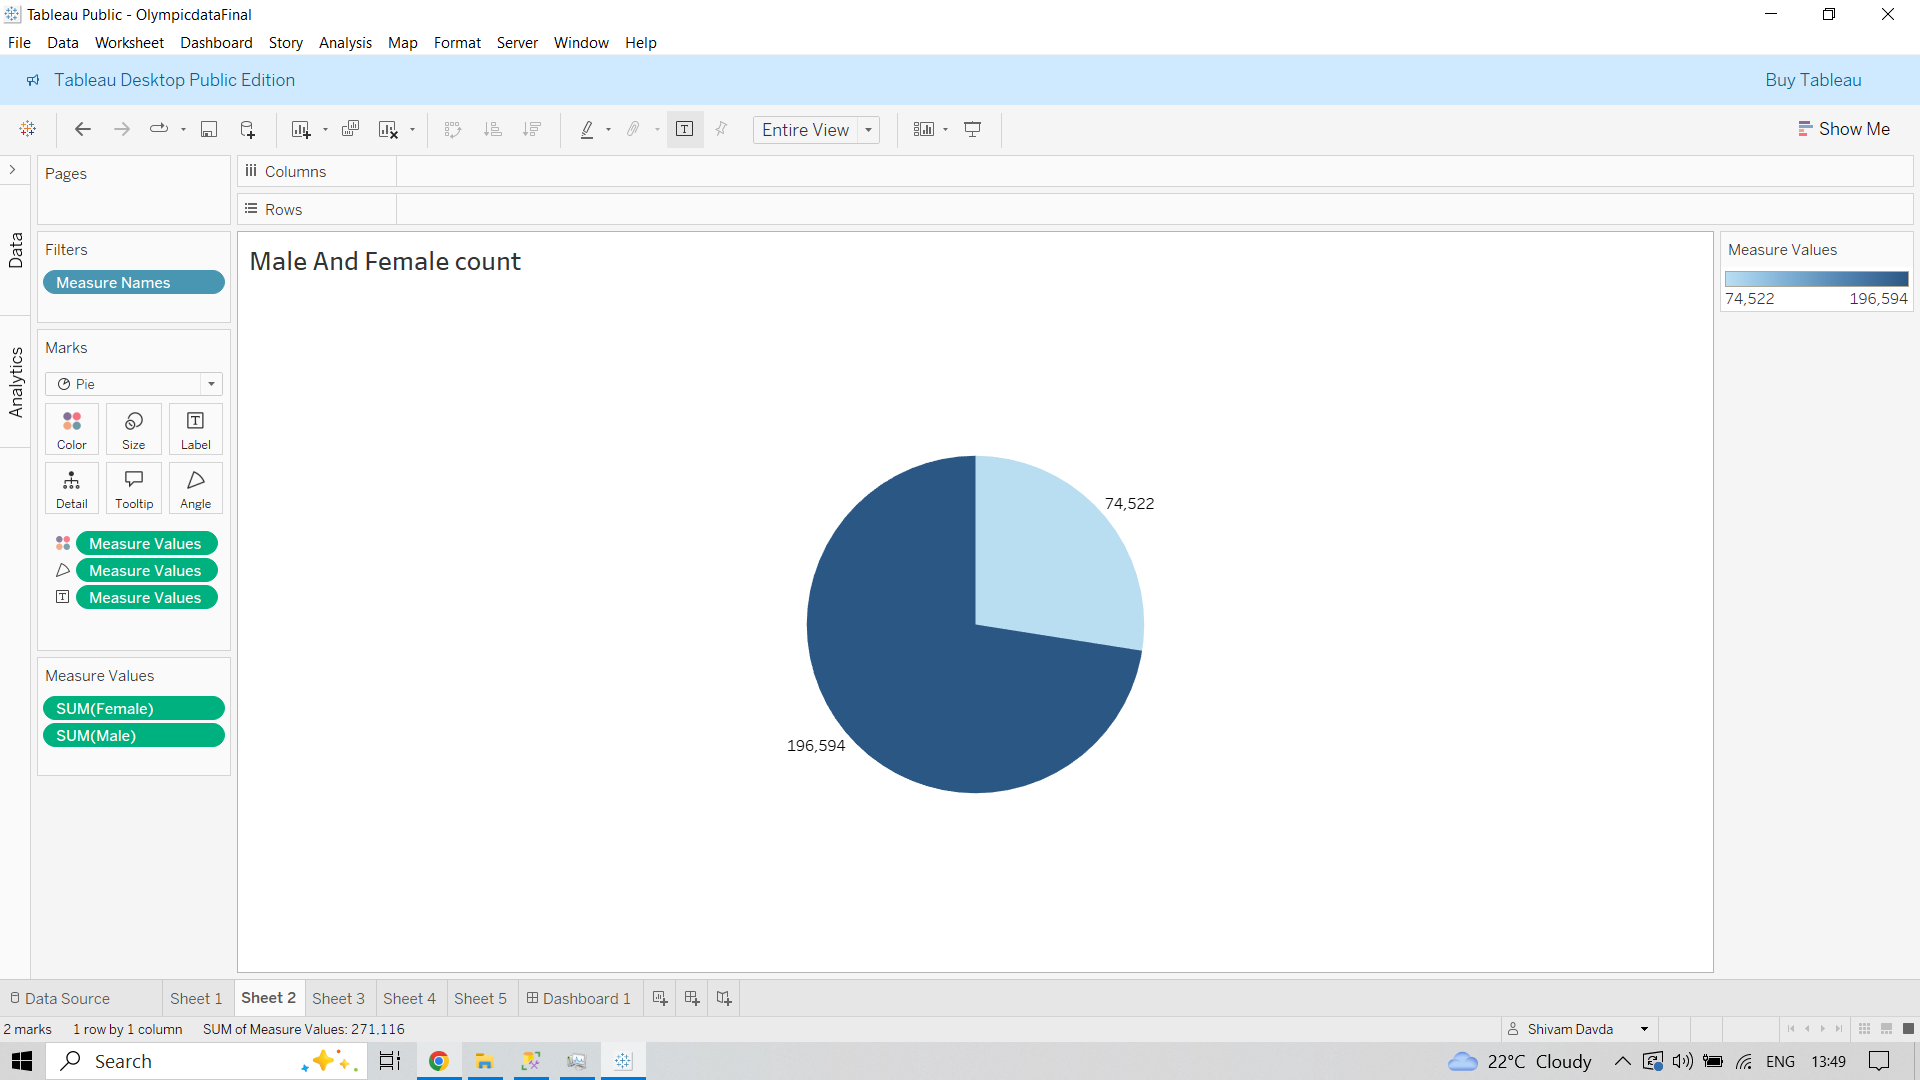 Tableau Public - OlympicdataFinal
File Data Worksheet Dashboard Story Analysis Map Format Server Window Help
Tableau Desktop Public Edition Buy Tableau
Entire View Show Me
Pages
Columns
Rows
Data
Analytics
Filters
Measure Names
Marks
Pie
Color Size Label
Detail Tooltip Angle
Measure Values
Measure Values
Measure Values
Measure Values
SUM(Female)
SUM(Male)
Male And Female count
74,522
196,594
Measure Values
74,522 196,594
Data Source Sheet 1 Sheet 2 Sheet 3 Sheet 4 Sheet 5 Dashboard 1
2 marks 1 row by 1 column SUM of Measure Values: 271,116 Shivam Davda
Search 22°C Cloudy ENG 13:49